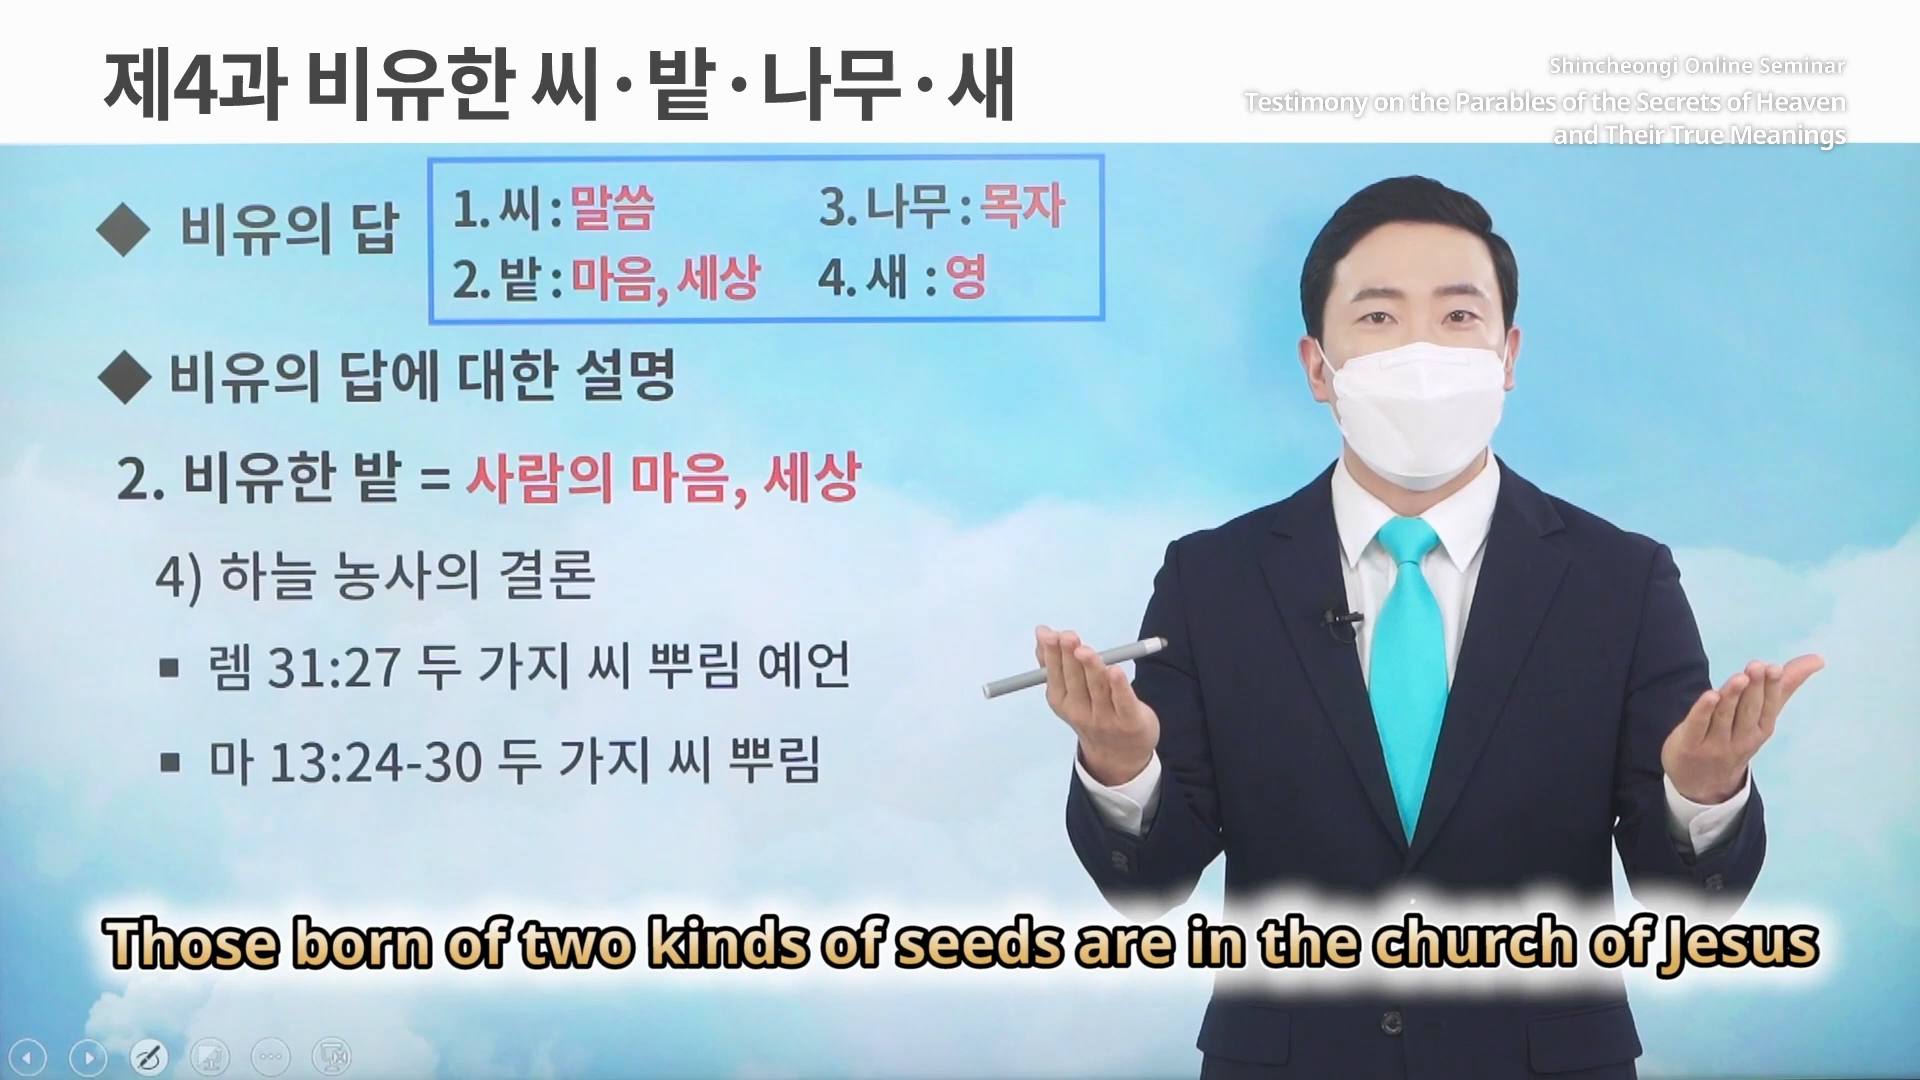 제4과 비유한 씨·밭·나무·새
Shincheongi Online Seminar
Testimony on the Parables of the Secrets of Heaven
and Their True Meanings
◆ 비유의 답
1. 씨 : 말씀
3. 나무 : 목자
2. 밭 : 마음, 세상
4. 새 : 영
◆ 비유의 답에 대한 설명
2. 비유한 밭 = 사람의 마음, 세상
4) 하늘 농사의 결론
▪ 렘 31:27 두 가지 씨 뿌림 예언
▪ 마 13:24-30 두 가지 씨 뿌림
Those born of two kinds of seeds are in the church of Jesus